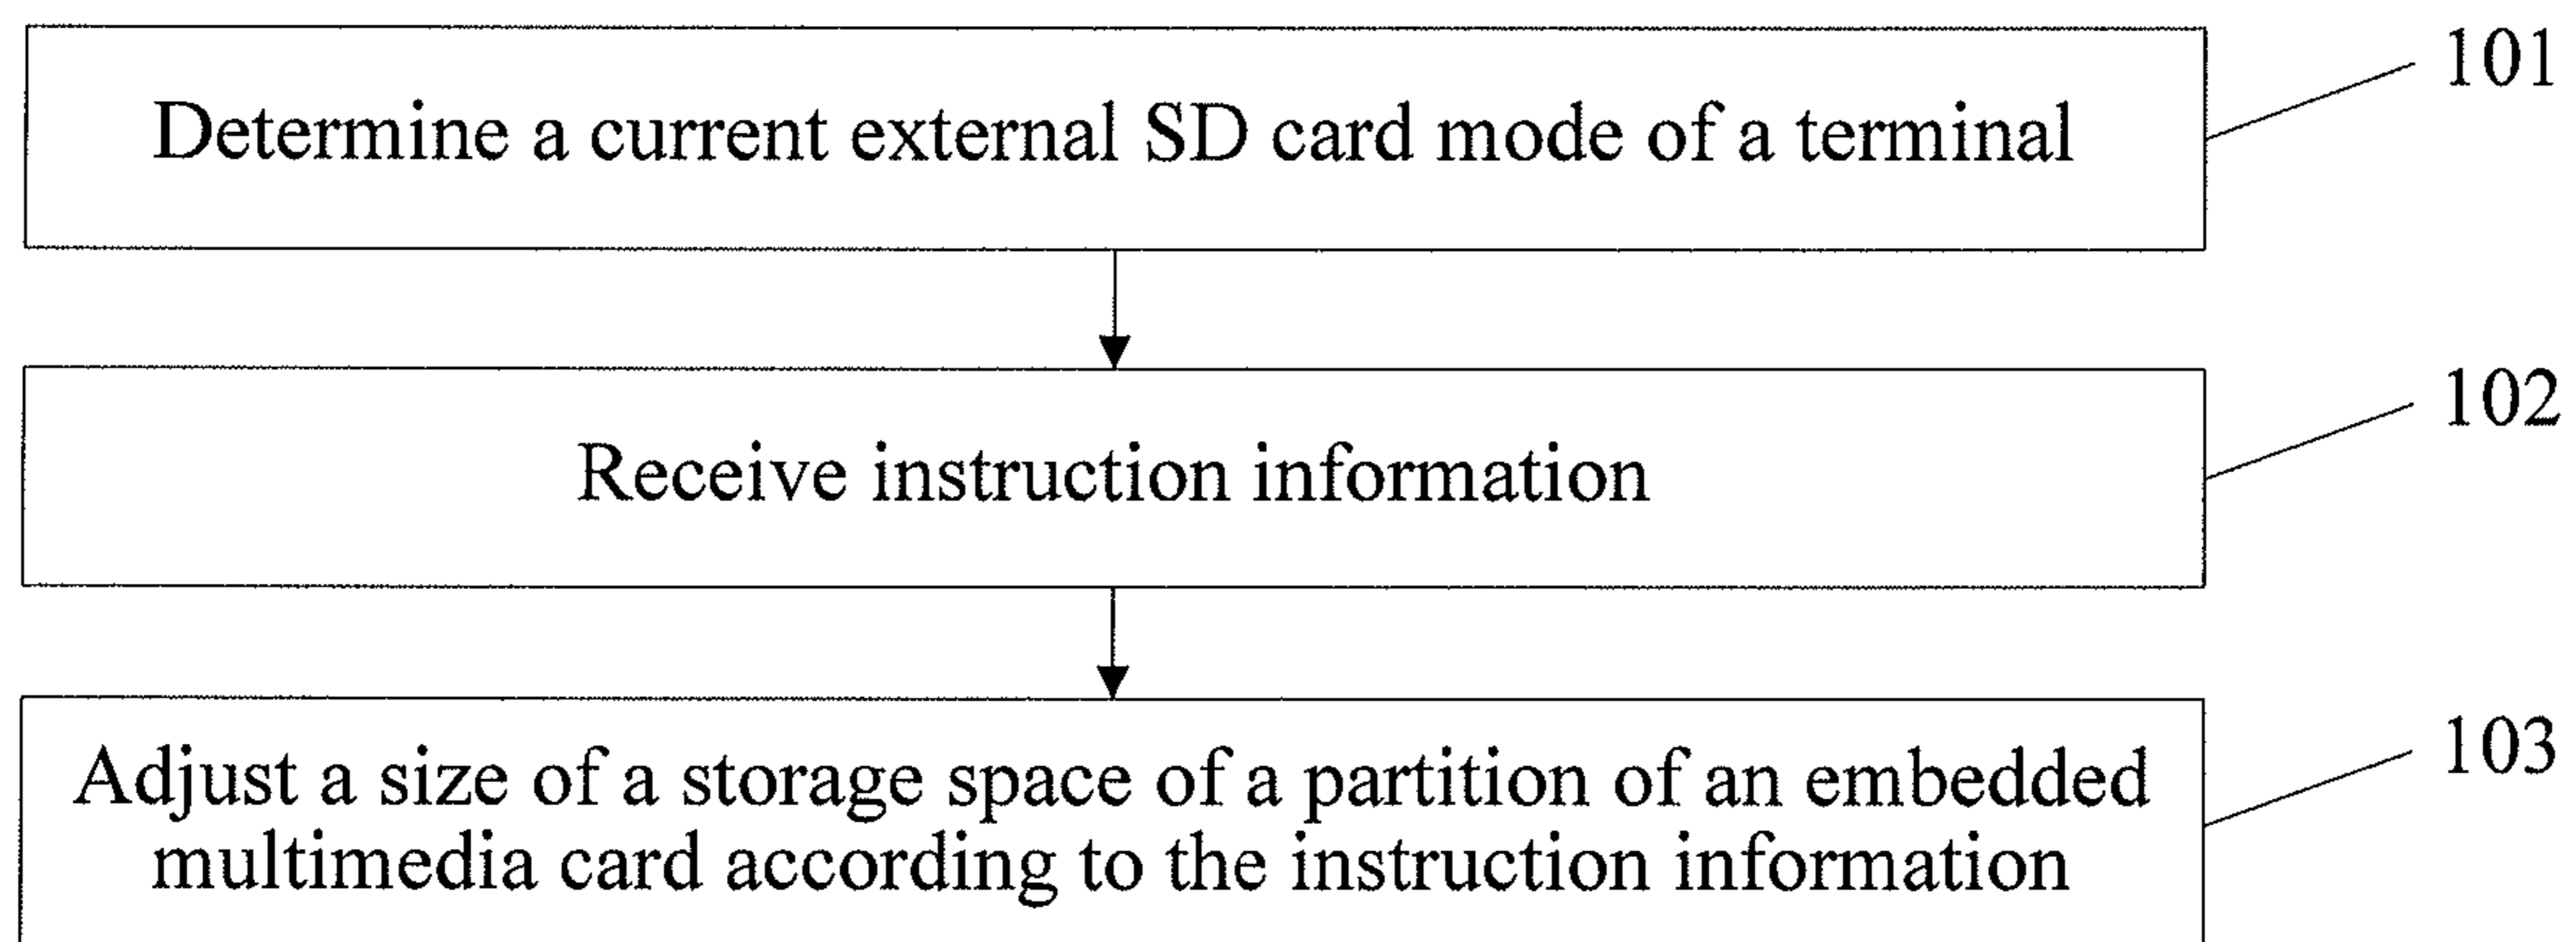 Determine a current external SD card mode of a terminal
101
Receive instruction information
102
Adjust a size of a storage space of a partition of an embedded
multimedia card according to the instruction information
103